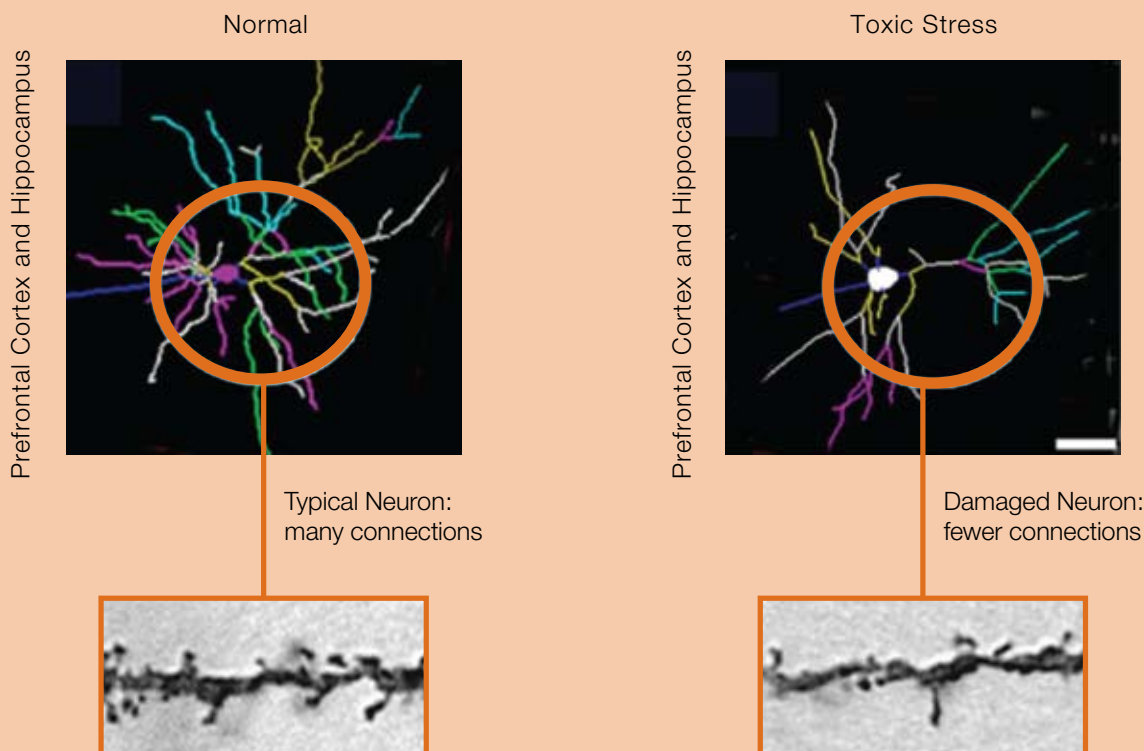 Normal
Prefrontal Cortex and Hippocampus
Typical Neuron:
many connections
Toxic Stress
Prefrontal Cortex and Hippocampus
Damaged Neuron:
fewer connections